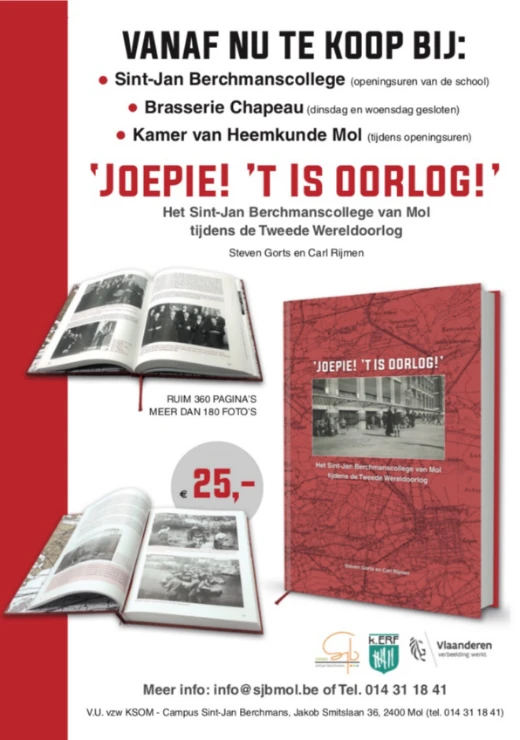 VANAF NU TE KOOP BIJ:
• Sint-Jan Berchmanscollege (openingsuren van de school)
• Brasserie Chapeau (dinsdag en woensdag gesloten)
• Kamer van Heemkunde Mol (tijdens openingsuren)
'JOEPIE! 'T IS OORLOG!'
Het Sint-Jan Berchmanscollege van Mol
tijdens de Tweede Wereldoorlog
Steven Gorts en Carl Rijmen
RUIM 360 PAGINA'S
MEER DAN 180 FOTO'S
€ 25,-
'JOEPIE! 'T IS OORLOG!'
Het Sint-Jan Berchmanscollege van Mol
tijdens de Tweede Wereldoorlog
Steven Gorts en Carl Rijmen
k.ERF
Vlaanderen
verbeelding werkt
Meer info: info@sjbmol.be of Tel. 014 31 18 41
V.U. vzw KSOM - Campus Sint-Jan Berchmans, Jakob Smitslaan 36, 2400 Mol (tel. 014 31 18 41)